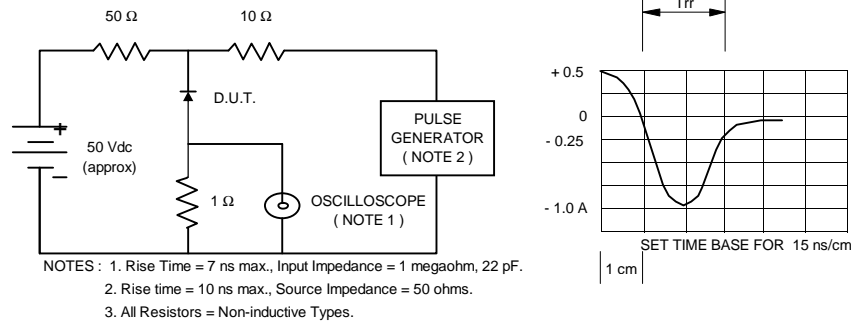 50 Ω
10 Ω
Trr
D.U.T.
+
50 Vdc
(approx)
−
PULSE
GENERATOR
( NOTE 2 )
1 Ω
OSCILLOSCOPE
( NOTE 1 )
+ 0.5
0
- 0.25
- 1.0 A
SET TIME BASE FOR 15 ns/cm
1 cm
NOTES : 1. Rise Time = 7 ns max., Input Impedance = 1 megaohm, 22 pF.
2. Rise time = 10 ns max., Source Impedance = 50 ohms.
3. All Resistors = Non-inductive Types.